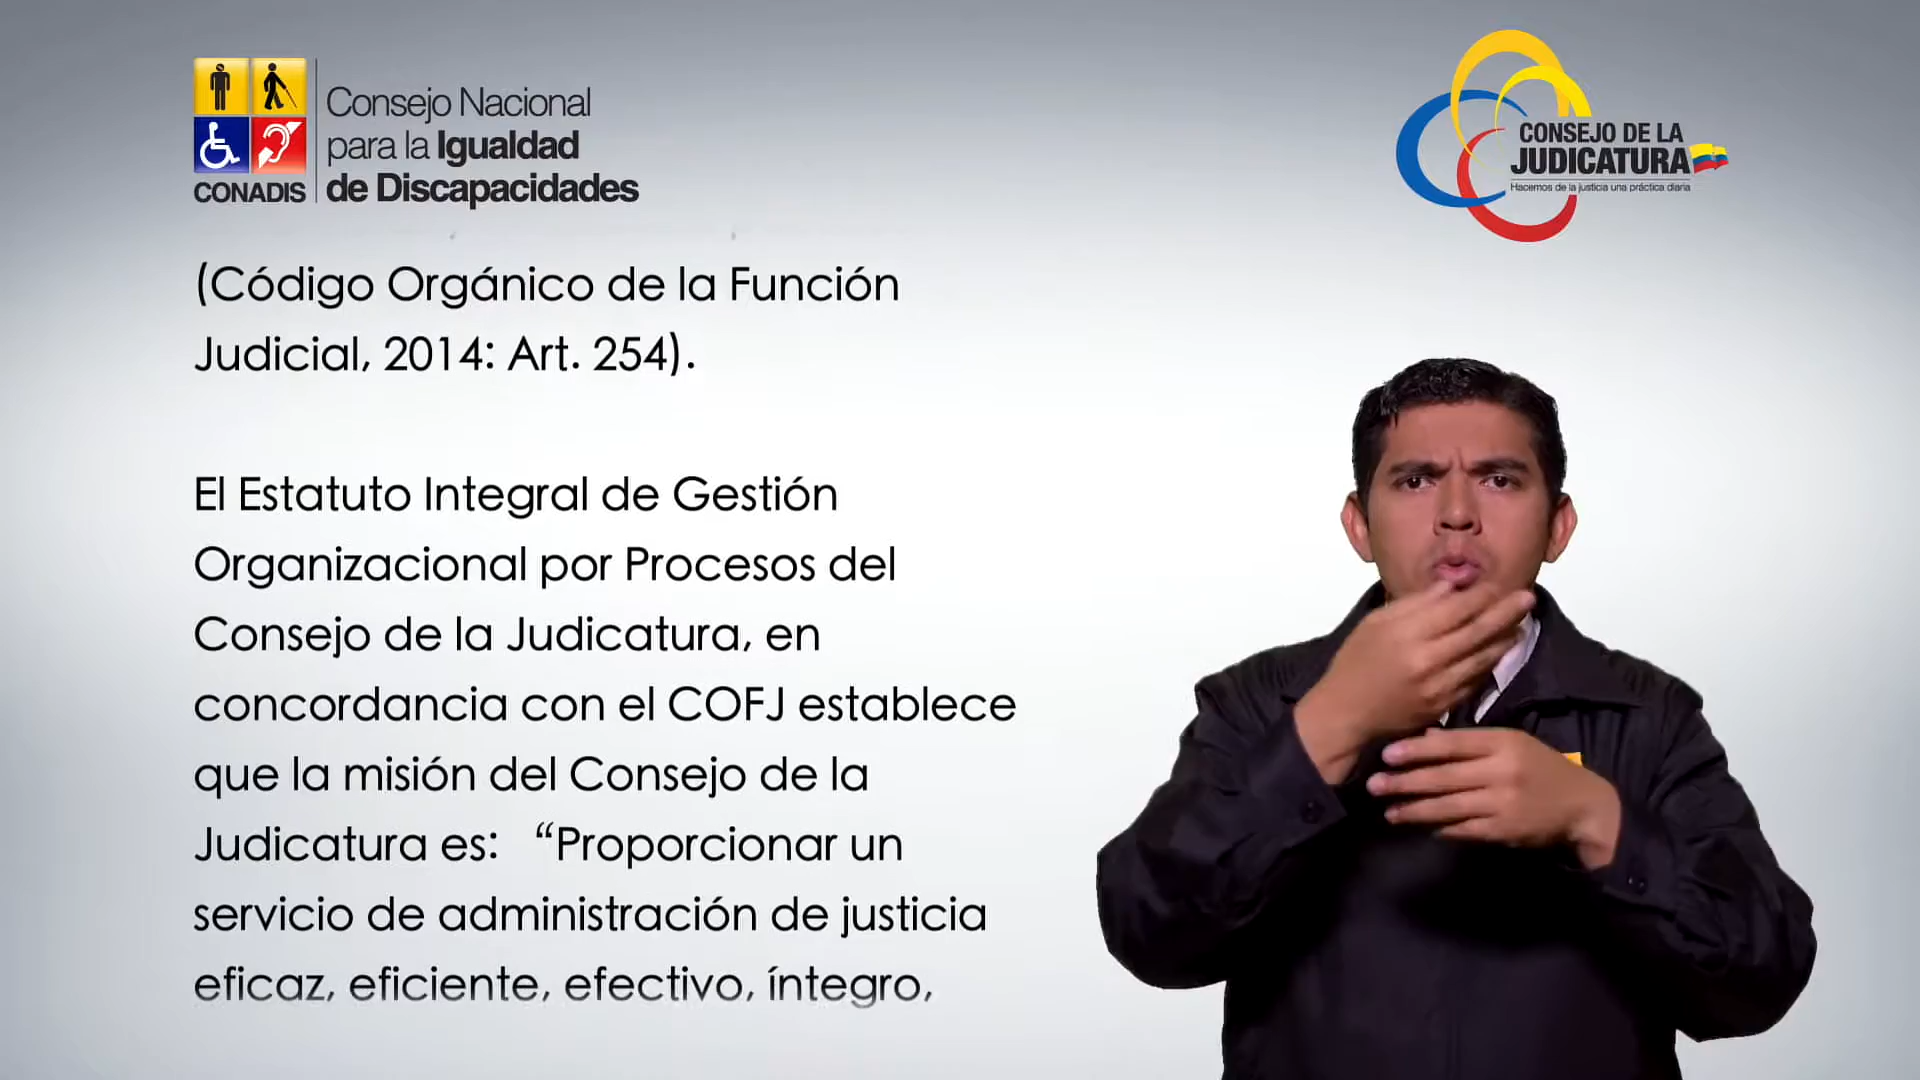 CONADIS
Consejo Nacional
para la Igualdad
de Discapacidades
CONSEJO DE LA
JUDICATURA
Hacemos de la justicia una práctica diaria
(Código Orgánico de la Función
Judicial, 2014: Art. 254).
El Estatuto Integral de Gestión
Organizacional por Procesos del
Consejo de la Judicatura, en
concordancia con el COFJ establece
que la misión del Consejo de la
Judicatura es: “Proporcionar un
servicio de administración de justicia
eficaz, eficiente, efectivo, íntegro,